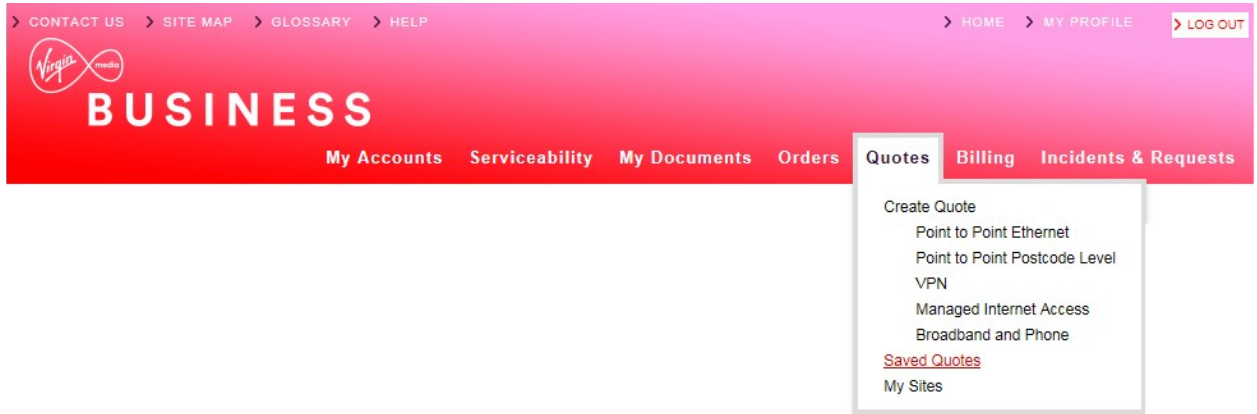 CONTACT US SITE MAP GLOSSARY HELP HOME MY PROFILE LOG OUT
Virgin media
BUSINESS
My Accounts Serviceability My Documents Orders Quotes Billing Incidents & Requests
Create Quote
Point to Point Ethernet
Point to Point Postcode Level
VPN
Managed Internet Access
Broadband and Phone
Saved Quotes
My Sites